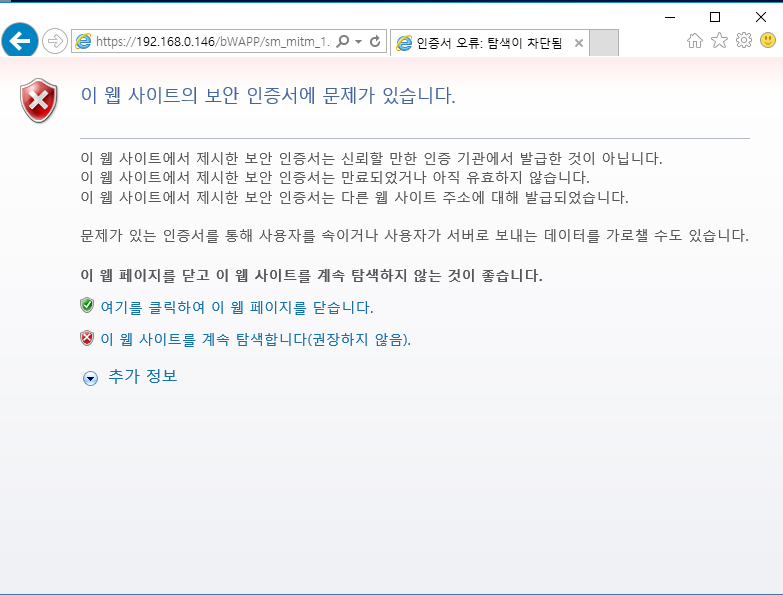 https://192.168.0.146/bWAPP/sm_mitm_1.
인증서 오류: 탐색이 차단됨
이 웹 사이트의 보안 인증서에 문제가 있습니다.
이 웹 사이트에서 제시한 보안 인증서는 신뢰할 만한 인증 기관에서 발급한 것이 아닙니다.
이 웹 사이트에서 제시한 보안 인증서는 만료되었거나 아직 유효하지 않습니다.
이 웹 사이트에서 제시한 보안 인증서는 다른 웹 사이트 주소에 대해 발급되었습니다.
문제가 있는 인증서를 통해 사용자를 속이거나 사용자가 서버로 보내는 데이터를 가로챌 수도 있습니다.
이 웹 페이지를 닫고 이 웹 사이트를 계속 탐색하지 않는 것이 좋습니다.
여기를 클릭하여 이 웹 페이지를 닫습니다.
이 웹 사이트를 계속 탐색합니다(권장하지 않음).
추가 정보